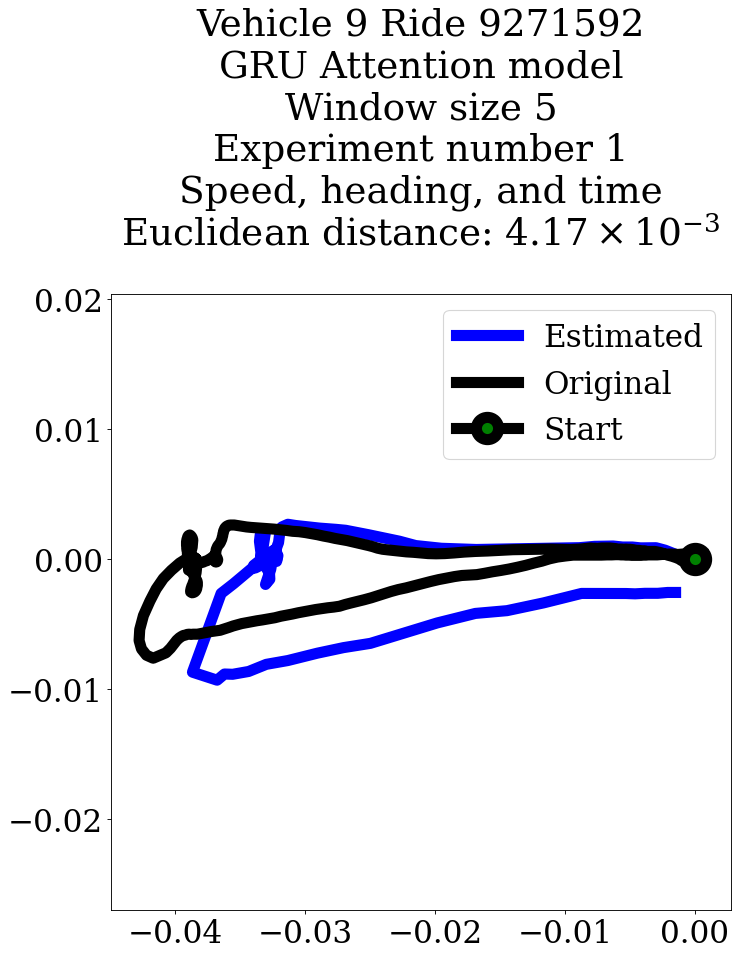 Vehicle 9 Ride 9271592
GRU Attention model
Window size 5
Experiment number 1
Speed, heading, and time
Euclidean distance: 4.17 × 10⁻³
0.02
0.01
0.00
−0.01
−0.02
Estimated
Original
Start
−0.04
−0.03
−0.02
−0.01
0.00